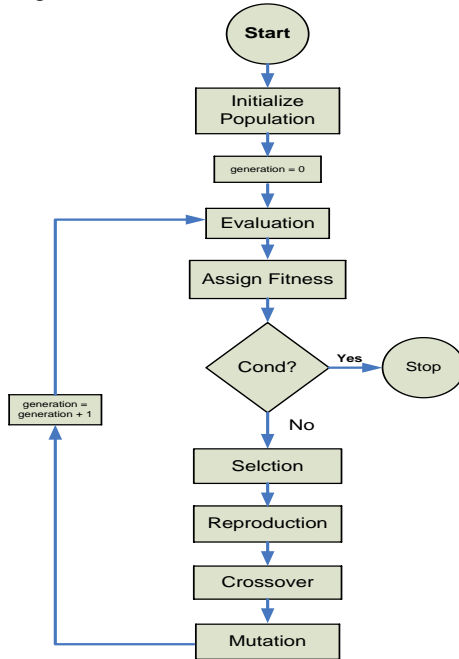 Start
Initialize
Population
generation = 0
Evaluation
Assign Fitness
Cond?
Yes
Stop
No
Selction
Reproduction
Crossover
Mutation
generation =
generation + 1